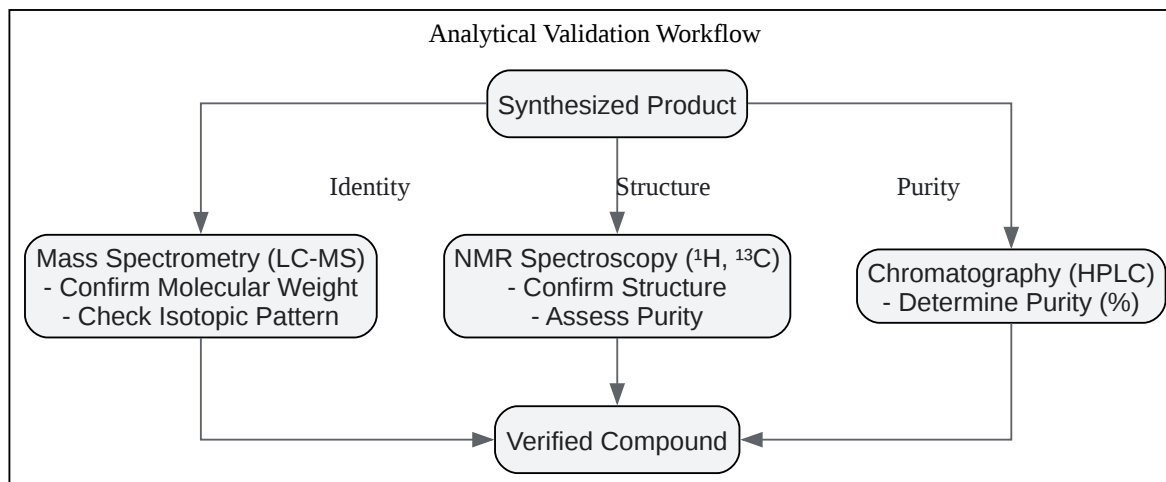 Analytical Validation Workflow
Synthesized Product
Identity
Structure
Purity
Mass Spectrometry (LC-MS)
- Confirm Molecular Weight
- Check Isotopic Pattern
NMR Spectroscopy (¹H, ¹³C)
- Confirm Structure
- Assess Purity
Chromatography (HPLC)
- Determine Purity (%)
Verified Compound